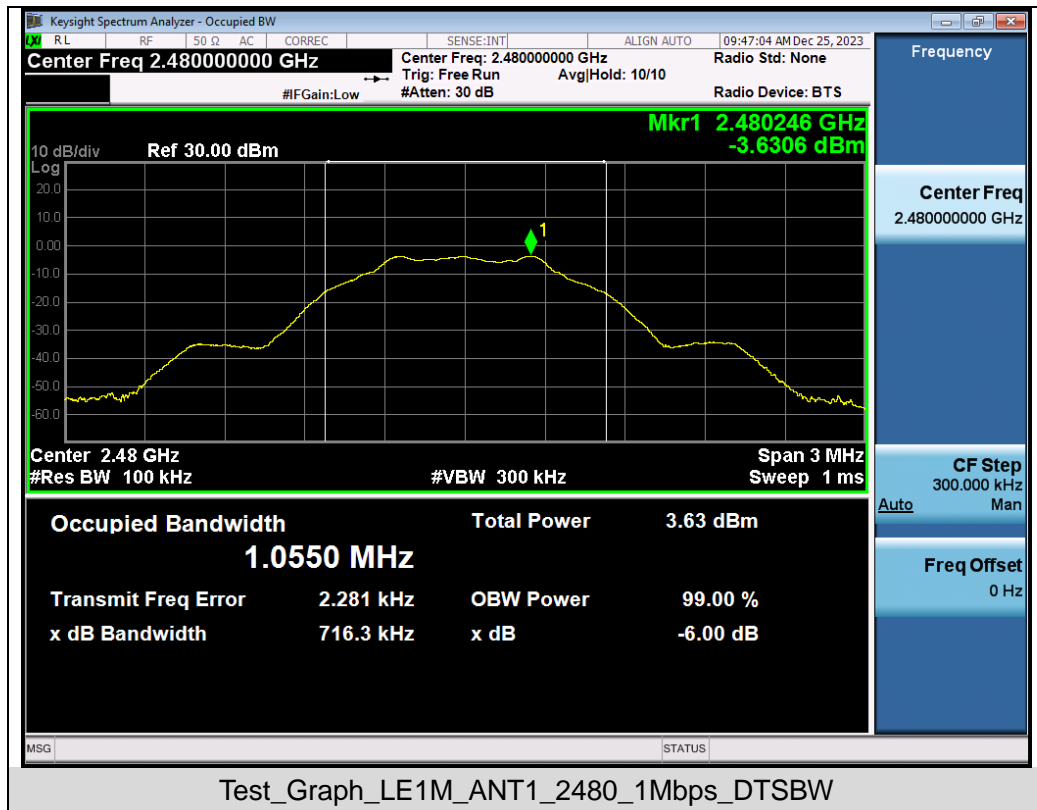 Keysight Spectrum Analyzer - Occupied BW
LXI RL RF 50 Ω AC CORREC SENSE:INT ALIGN AUTO 09:47:04 AM Dec 25, 2023
Center Freq 2.480000000 GHz
Center Freq: 2.480000000 GHz
Radio Std: None
Trig: Free Run Avg|Hold: 10/10
#IFGain:Low
#Atten: 30 dB
Radio Device: BTS
Mkr1 2.480246 GHz
-3.6306 dBm
10 dB/div Ref 30.00 dBm
Log
20.0
10.0
0.00
-10.0
-20.0
-30.0
-40.0
-50.0
-60.0
1
Center 2.48 GHz
Span 3 MHz
#Res BW 100 kHz
#VBW 300 kHz
Sweep 1 ms
Occupied Bandwidth
Total Power 3.63 dBm
1.0550 MHz
Transmit Freq Error 2.281 kHz
OBW Power 99.00 %
x dB Bandwidth 716.3 kHz
x dB -6.00 dB
Frequency
Center Freq
2.480000000 GHz
CF Step
300.000 kHz
Auto Man
Freq Offset
0 Hz
MSG
STATUS
Test_Graph_LE1M_ANT1_2480_1Mbps_DTSBW